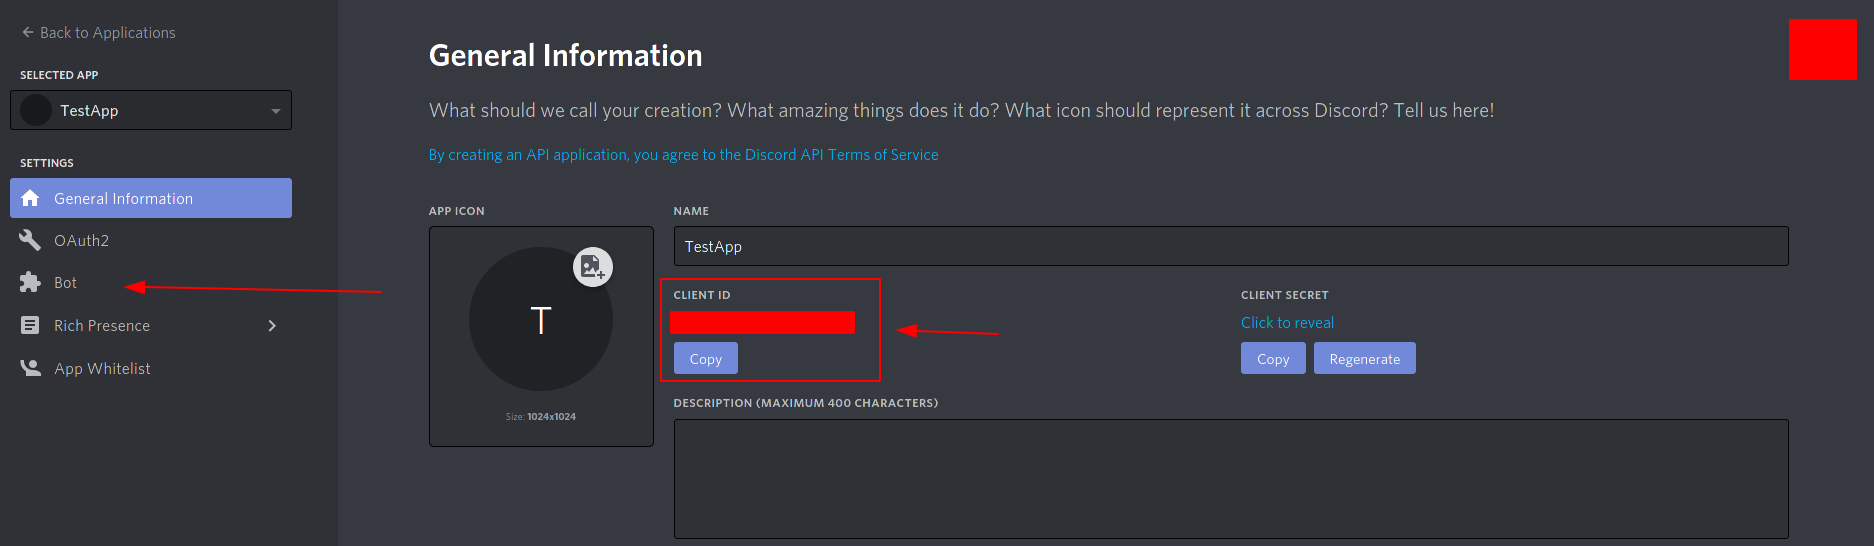 Back to Applications
SELECTED APP
TestApp
SETTINGS
General Information
OAuth2
Bot
Rich Presence
App Whitelist
General Information
What should we call your creation? What amazing things does it do? What icon should represent it across Discord? Tell us here!
By creating an API application, you agree to the Discord API Terms of Service
APP ICON
T
Size: 1024x1024
NAME
TestApp
CLIENT ID
Copy
CLIENT SECRET
Click to reveal
Copy Regenerate
DESCRIPTION (MAXIMUM 400 CHARACTERS)